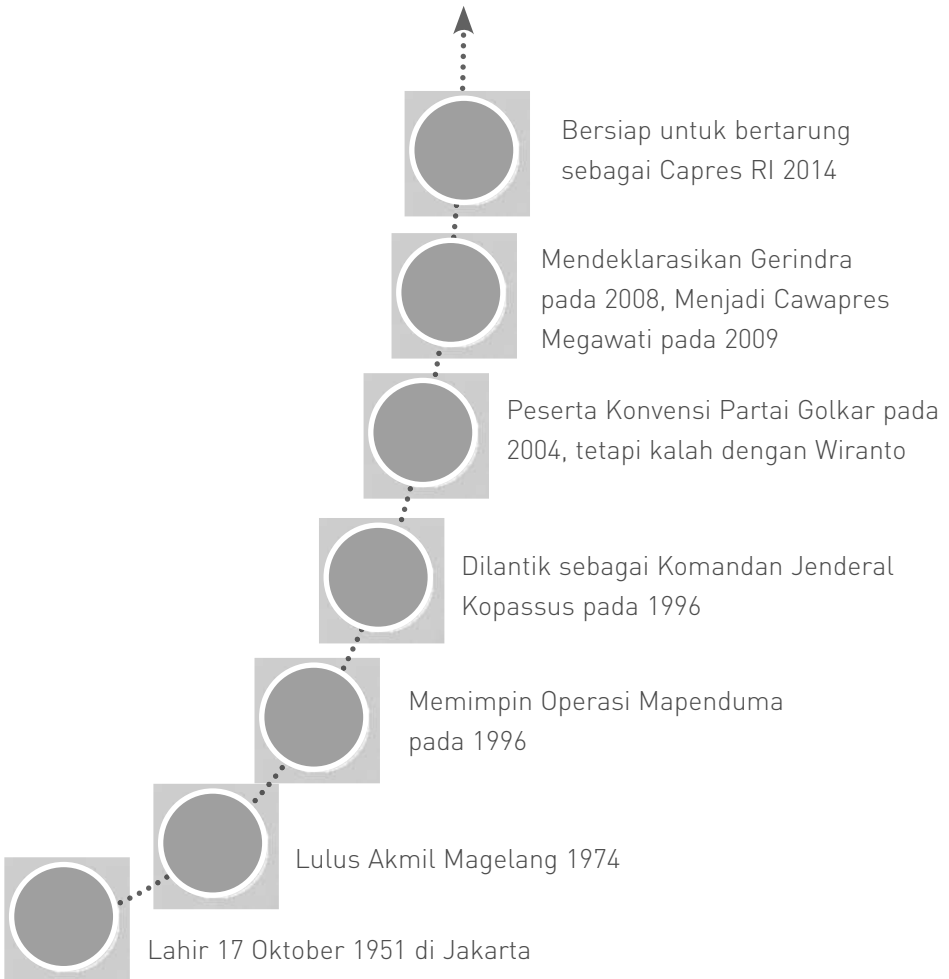 Bersiap untuk bertarung
sebagai Capres RI 2014
Mendeklarasikan Gerindra
pada 2008, Menjadi Cawapres
Megawati pada 2009
Peserta Konvensi Partai Golkar pada
2004, tetapi kalah dengan Wiranto
Dilantik sebagai Komandan Jenderal
Kopassus pada 1996
Memimpin Operasi Mapenduma
pada 1996
Lulus Akmil Magelang 1974
Lahir 17 Oktober 1951 di Jakarta